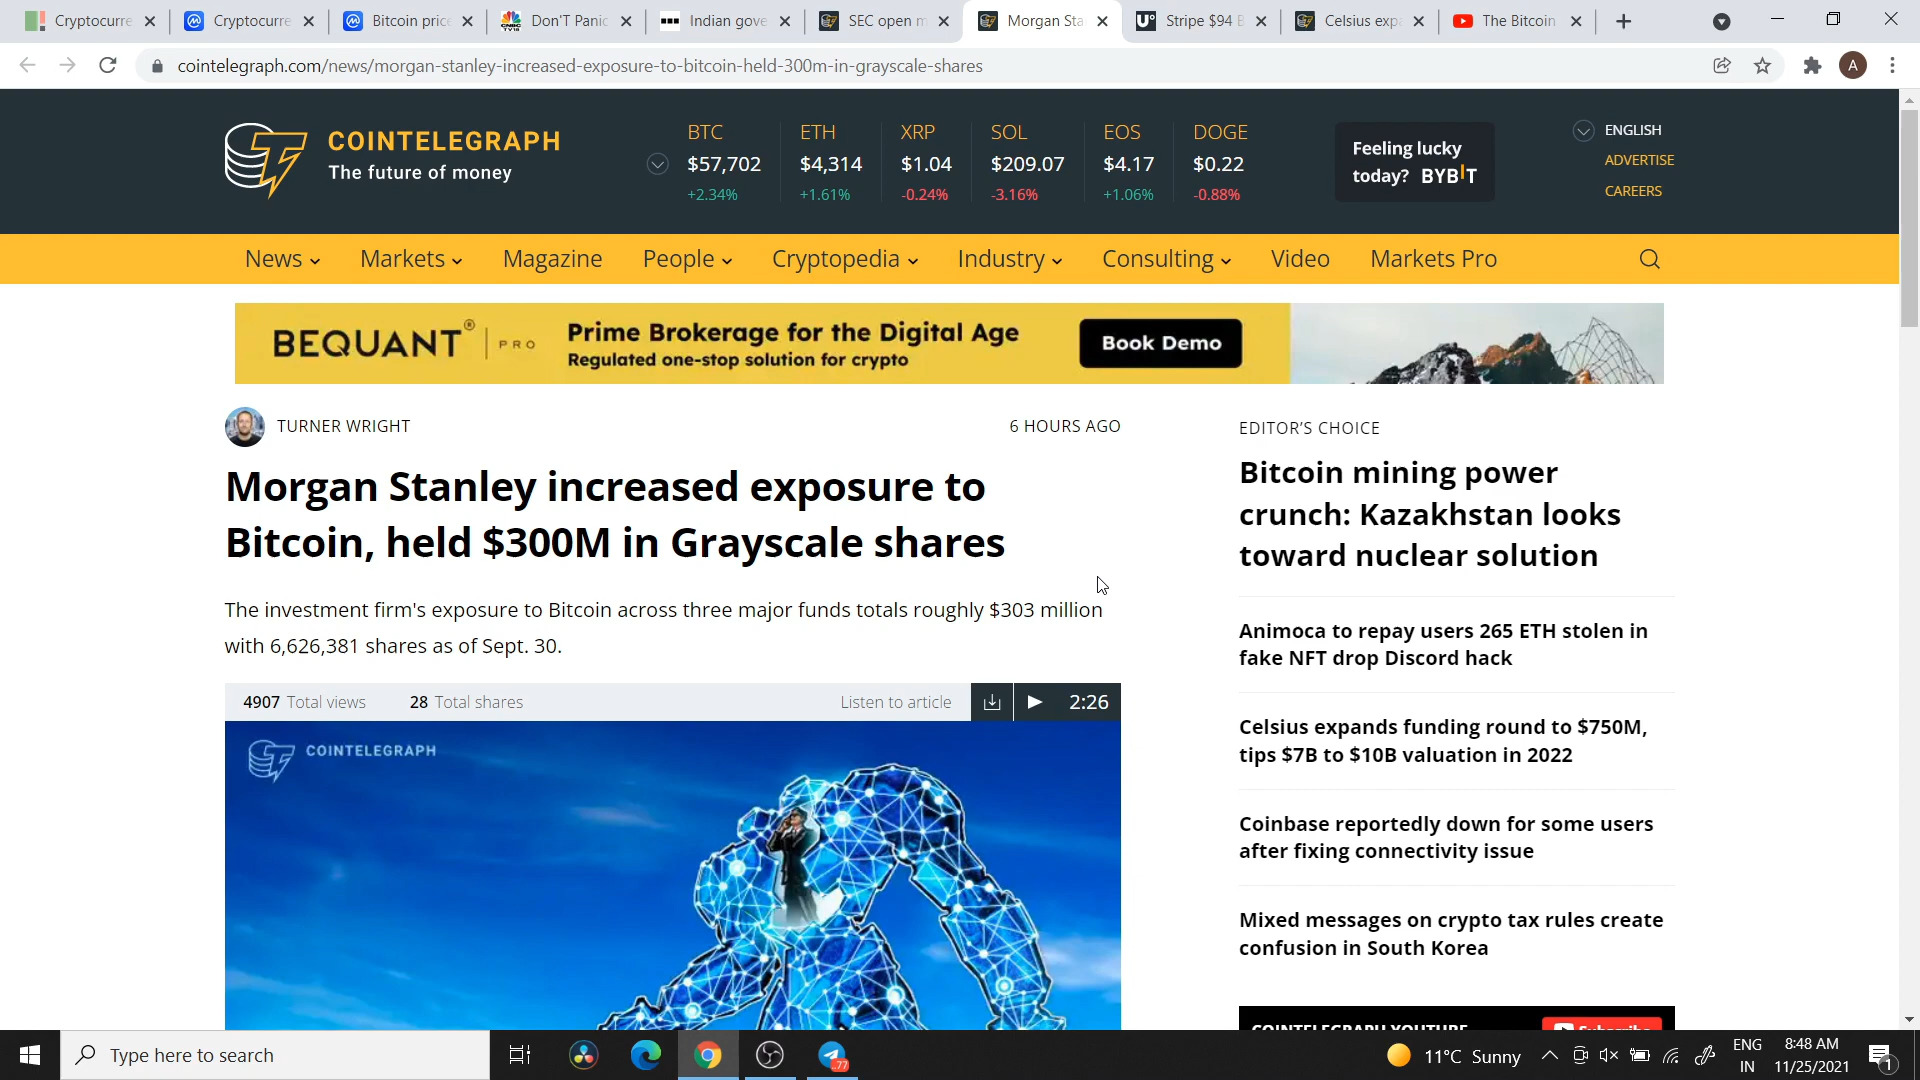 Cryptocurre
Cryptocurre
Bitcoin price
Don'T Panic
Indian gove
SEC open m
Morgan Sta
Stripe $94 B
Celsius exp
The Bitcoin
cointelegraph.com/news/morgan-stanley-increased-exposure-to-bitcoin-held-300m-in-grayscale-shares
A
COINTELEGRAPH
The future of money
BTC
$57,702
+2.34%
ETH
$4,314
+1.61%
XRP
$1.04
-0.24%
SOL
$209.07
-3.16%
EOS
$4.17
+1.06%
DOGE
$0.22
-0.88%
Feeling lucky
today? BYBIT
ENGLISH
ADVERTISE
CAREERS
News
Markets
Magazine
People
Cryptopedia
Industry
Consulting
Video
Markets Pro
BEQUANT® | PRO
Prime Brokerage for the Digital Age
Regulated one-stop solution for crypto
Book Demo
TURNER WRIGHT
6 HOURS AGO
Morgan Stanley increased exposure to
Bitcoin, held $300M in Grayscale shares
The investment firm's exposure to Bitcoin across three major funds totals roughly $303 million
with 6,626,381 shares as of Sept. 30.
4907 Total views
28 Total shares
Listen to article
2:26
COINTELEGRAPH
EDITOR'S CHOICE
Bitcoin mining power
crunch: Kazakhstan looks
toward nuclear solution
Animoca to repay users 265 ETH stolen in
fake NFT drop Discord hack
Celsius expands funding round to $750M,
tips $7B to $10B valuation in 2022
Coinbase reportedly down for some users
after fixing connectivity issue
Mixed messages on crypto tax rules create
confusion in South Korea
COINTELEGRAPH YOUTUBE
Subscribe
Type here to search
77
11°C Sunny
ENG
IN
8:48 AM
11/25/2021
1